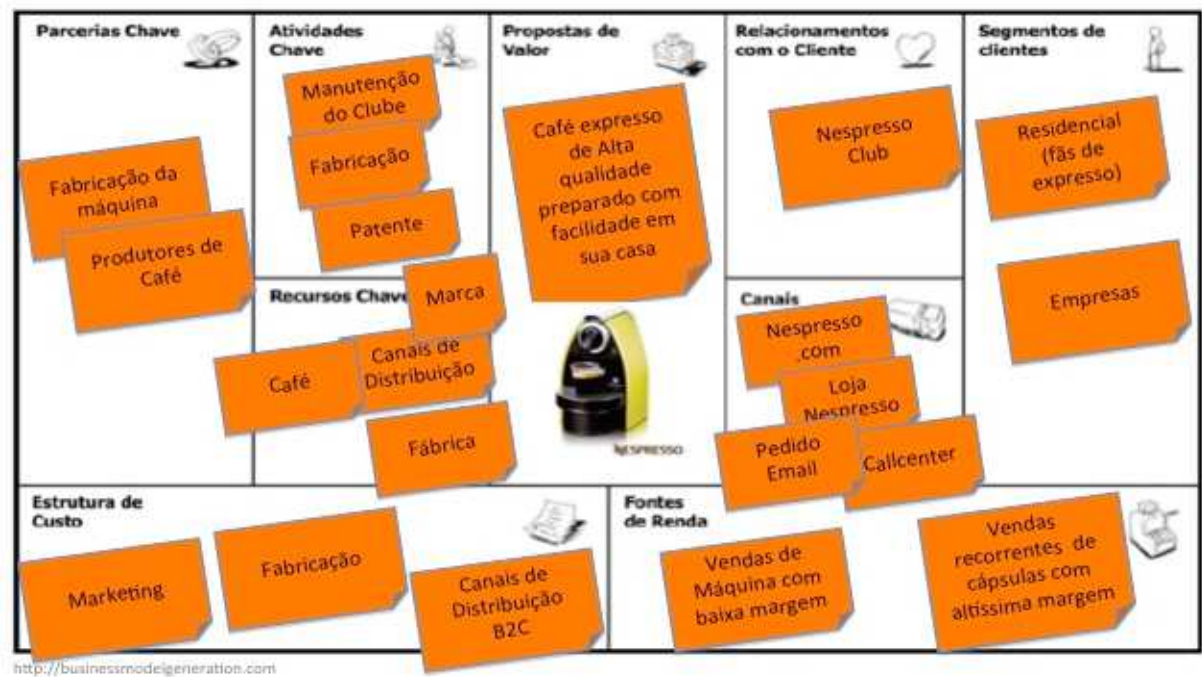 Parcerias Chave
Fabricação da
máquina
Produtores de
Café
Atividades
Chave
Manutenção
do Clube
Fabricação
Patente
Recursos Chave
Marca
Canais de
Distribuição
Café
Fábrica
Propostas de
Valor
Café expresso
de Alta
qualidade
preparado com
facilidade em
sua casa
NESPRESSO
Relacionamentos
com o Cliente
Nespresso
Club
Canais
Nespresso
.com
Loja
Nespresso
Pedido
Email
Callcenter
Segmentos de
clientes
Residencial
(fãs de
expresso)
Empresas
Estrutura de
Custo
Marketing
Fabricação
Canais de
Distribuição
B2C
Fontes
de Renda
Vendas de
Máquina com
baixa margem
Vendas
recorrentes de
cápsulas com
altíssima margem
http://businessmodelgeneration.com